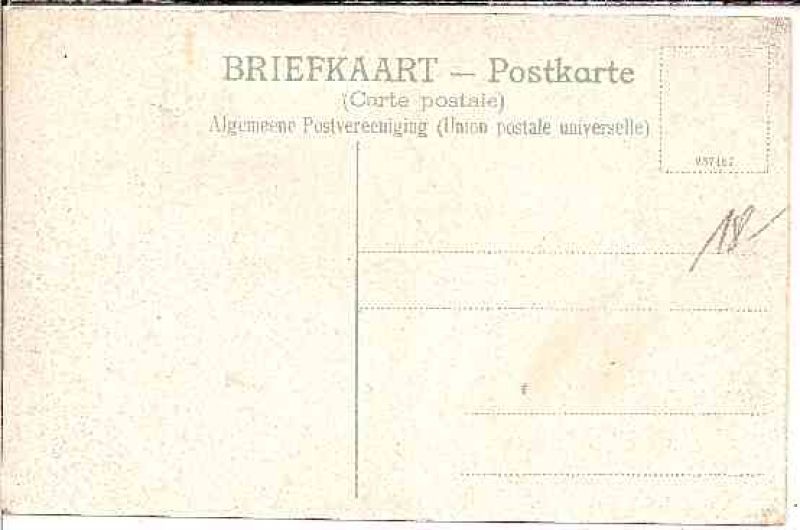 BRIEFKAART — Postkarte
(Carte postale)
Algemeene Postvereeniging (Union postale universelle)
18-